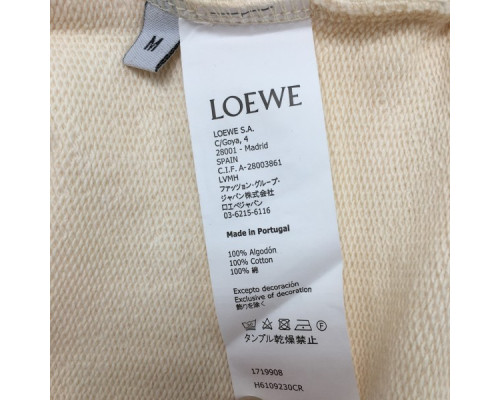 M
LOEWE
LOEWE S.A.
C/Goya, 4
28001 - Madrid
SPAIN
C.I.F. A-28003861
LVMH
ファッション・グループ・
ジャパン株式会社
ロエベジャパン
03-6215-6116
Made in Portugal
100% Algodón
100% Cotton
100% 綿
Excepto decoración
Exclusive of decoration
飾りを除く
タンブル乾燥禁止
171990B
H6109230CR